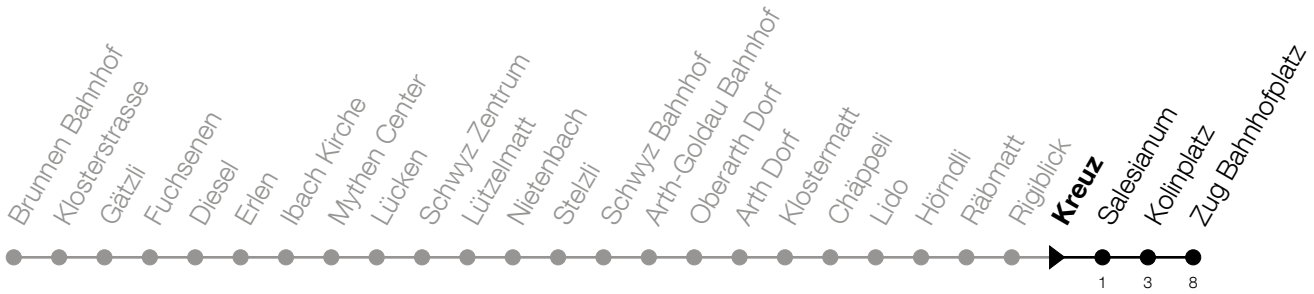 Brunnen Bahnhof
Klosterstrasse
Gätzli
Fuchsenen
Diesel
Erlen
Ibach Kirche
Mythen Center
Lücken
Schwyz Zentrum
Lützelmatt
Nietenbach
Stelzli
Schwyz Bahnhof
Arth-Goldau Bahnhof
Oberarth Dorf
Arth Dorf
Klostermatt
Chäppeli
Lido
Hörndli
Räbmatt
Rigiblick
Kreuz
Salesianum
Kolinplatz
Zug Bahnhofplatz
1
3
8